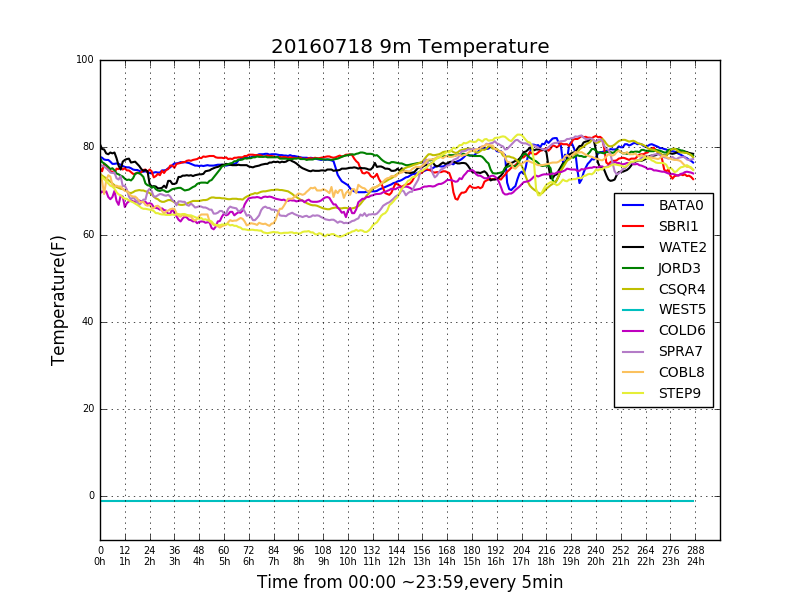 20160718 9m Temperature
Temperature(F)
100
80
60
40
20
0
BATA0
SBRI1
WATE2
JORD3
CSQR4
WEST5
COLD6
SPRA7
COBL8
STEP9
0 12 24 36 48 60 72 84 96 108 120 132 144 156 168 180 192 204 216 228 240 252 264 276 288
0h 1h 2h 3h 4h 5h 6h 7h 8h 9h 10h 11h 12h 13h 14h 15h 16h 17h 18h 19h 20h 21h 22h 23h 24h
Time from 00:00 ~23:59,every 5min